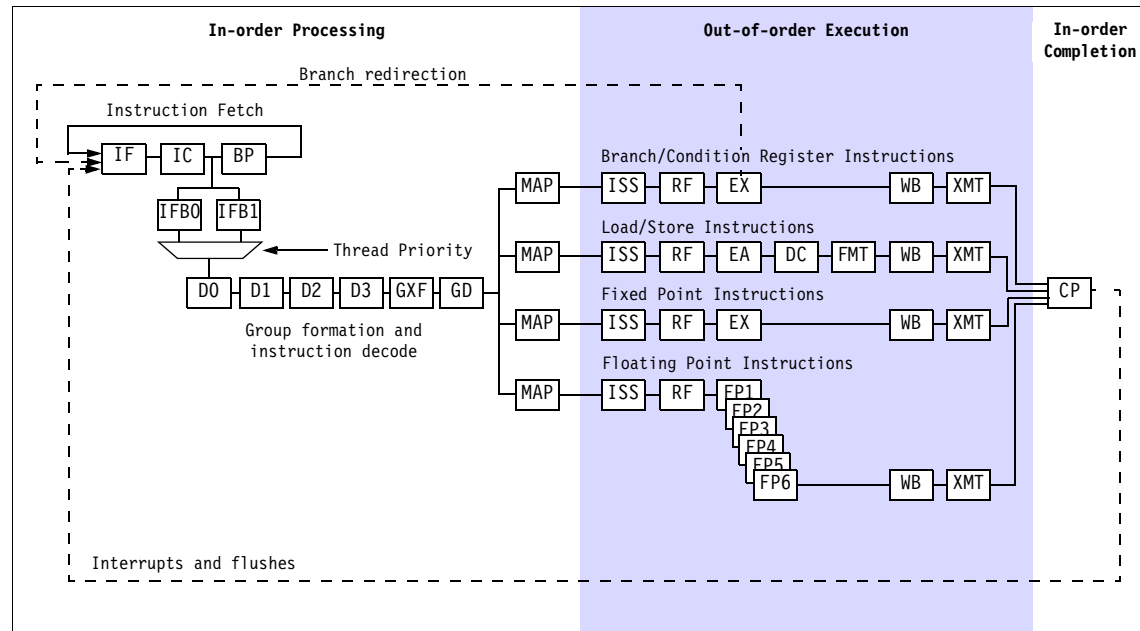 In-order Processing
Out-of-order Execution
In-order
Completion
Branch redirection
Instruction Fetch
IF
IC
BP
IFB0
IFB1
Thread Priority
D0
D1
D2
D3
GXF
GD
Group formation and
instruction decode
Branch/Condition Register Instructions
MAP
ISS
RF
EX
WB
XMT
Load/Store Instructions
MAP
ISS
RF
EA
DC
FMT
WB
XMT
CP
Fixed Point Instructions
MAP
ISS
RF
EX
WB
XMT
Floating Point Instructions
MAP
ISS
RF
FP1
FP2
FP3
FP4
FP5
FP6
WB
XMT
Interrupts and flushes